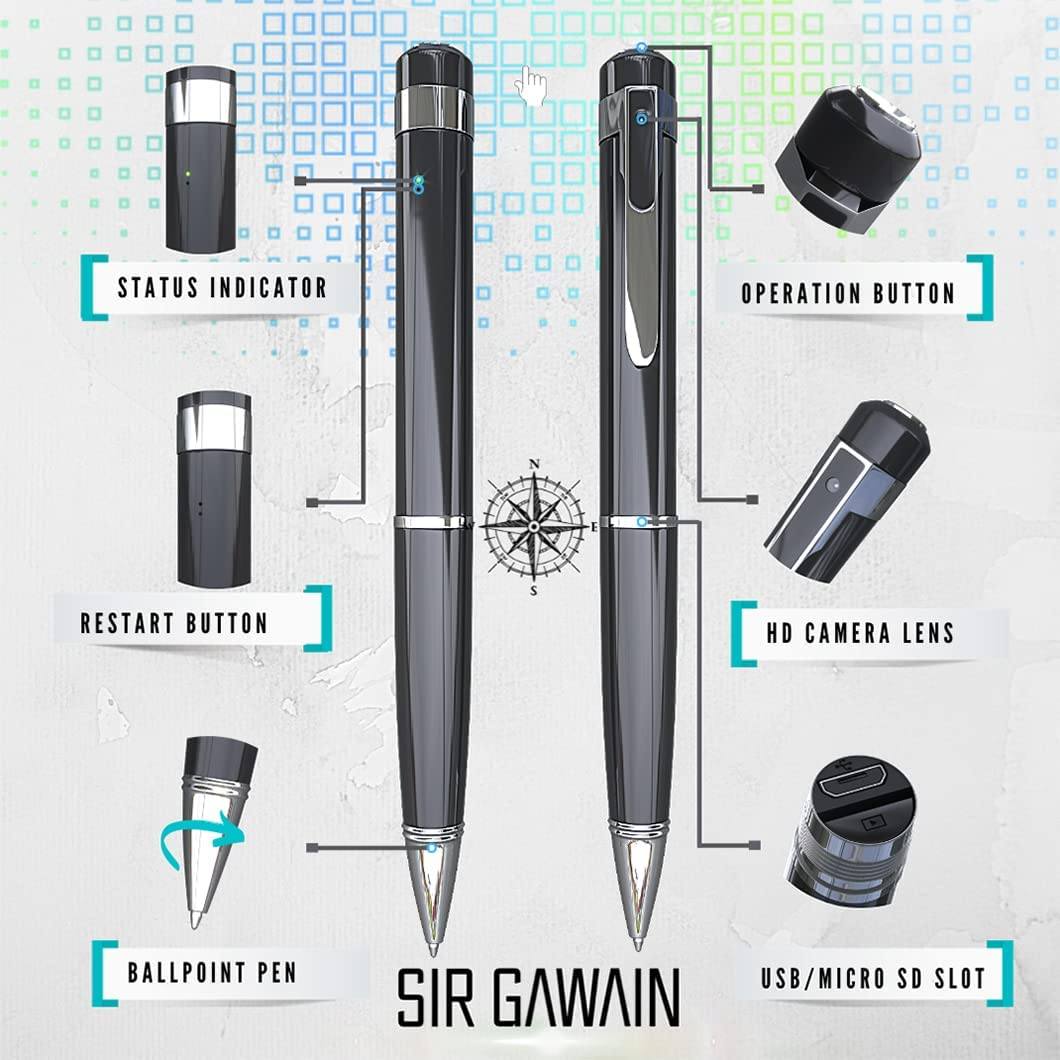 STATUS INDICATOR
OPERATION BUTTON
N
W
E
S
RESTART BUTTON
HD CAMERA LENS
BALLPOINT PEN
USB/MICRO SD SLOT
SIR GAWAIN